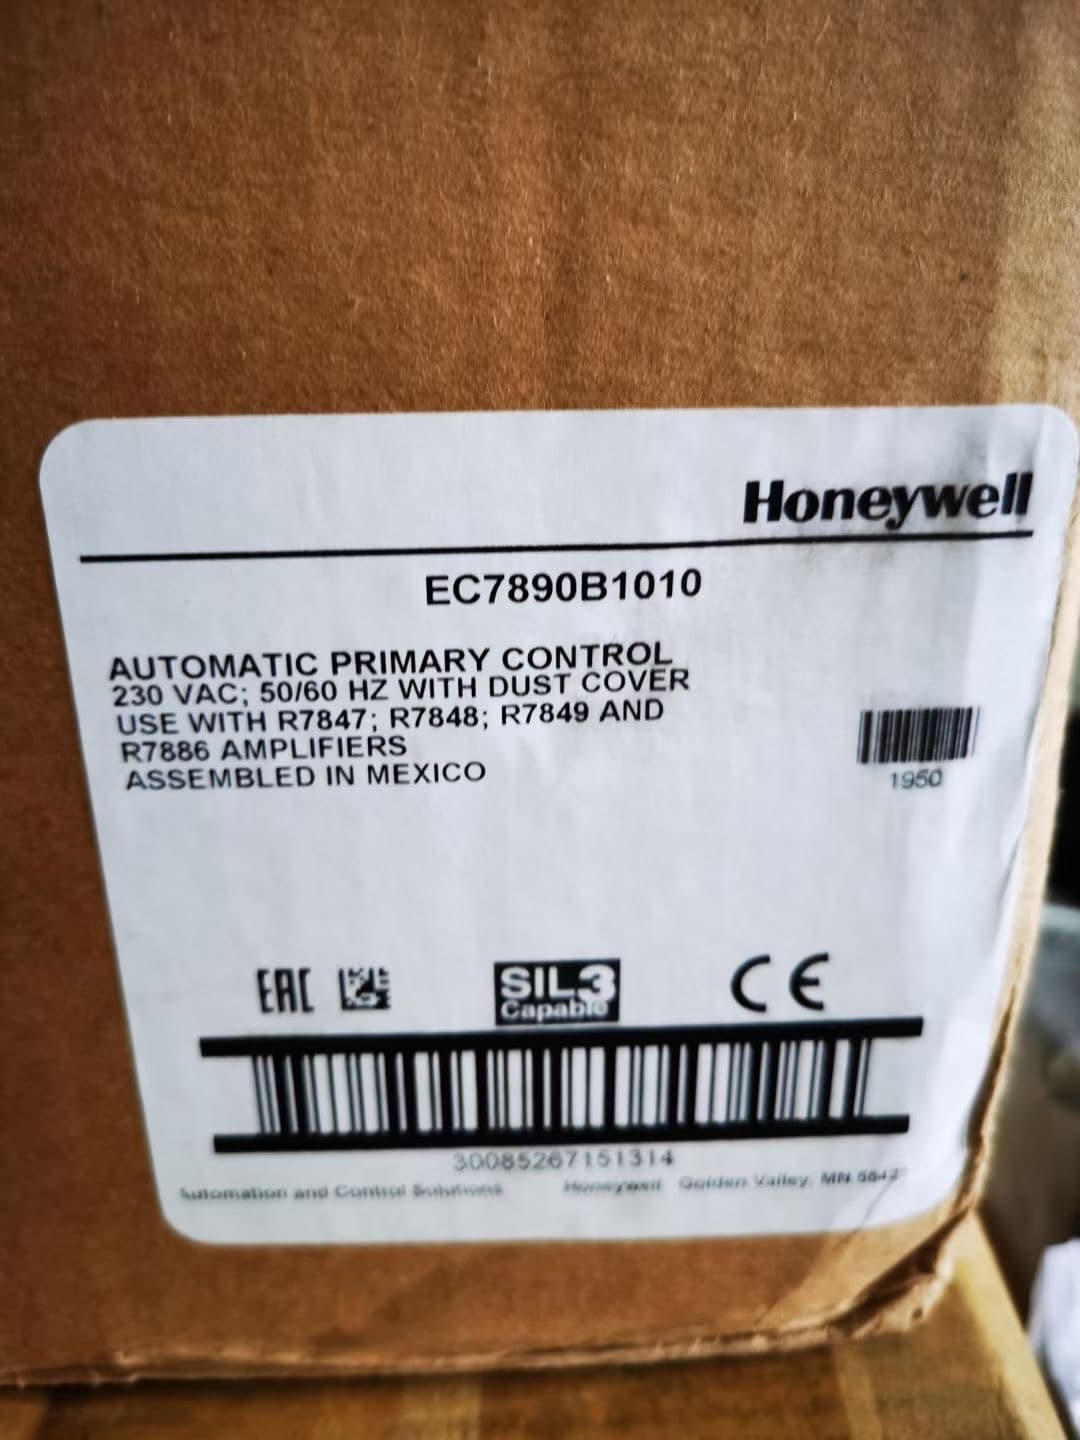 Honeywell
EC7890B1010
AUTOMATIC PRIMARY CONTROL
230 VAC; 50/60 HZ WITH DUST COVER
USE WITH R7847; R7848; R7849 AND
R7886 AMPLIFIERS
ASSEMBLED IN MEXICO
1950
EAC
SIL3
Capable
CE
30085267151314
Automation and Control Solutions Honeywell Golden Valley, MN